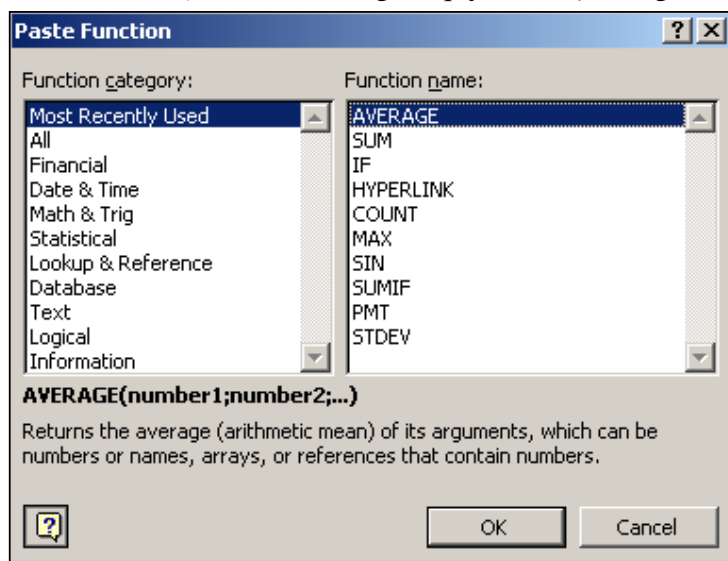 Paste Function
Function category:
Most Recently Used
All
Financial
Date & Time
Math & Trig
Statistical
Lookup & Reference
Database
Text
Logical
Information
Function name:
AVERAGE
SUM
IF
HYPERLINK
COUNT
MAX
SIN
SUMIF
PMT
STDEV
AVERAGE(number1;number2;...)
Returns the average (arithmetic mean) of its arguments, which can be
numbers or names, arrays, or references that contain numbers.
OK
Cancel